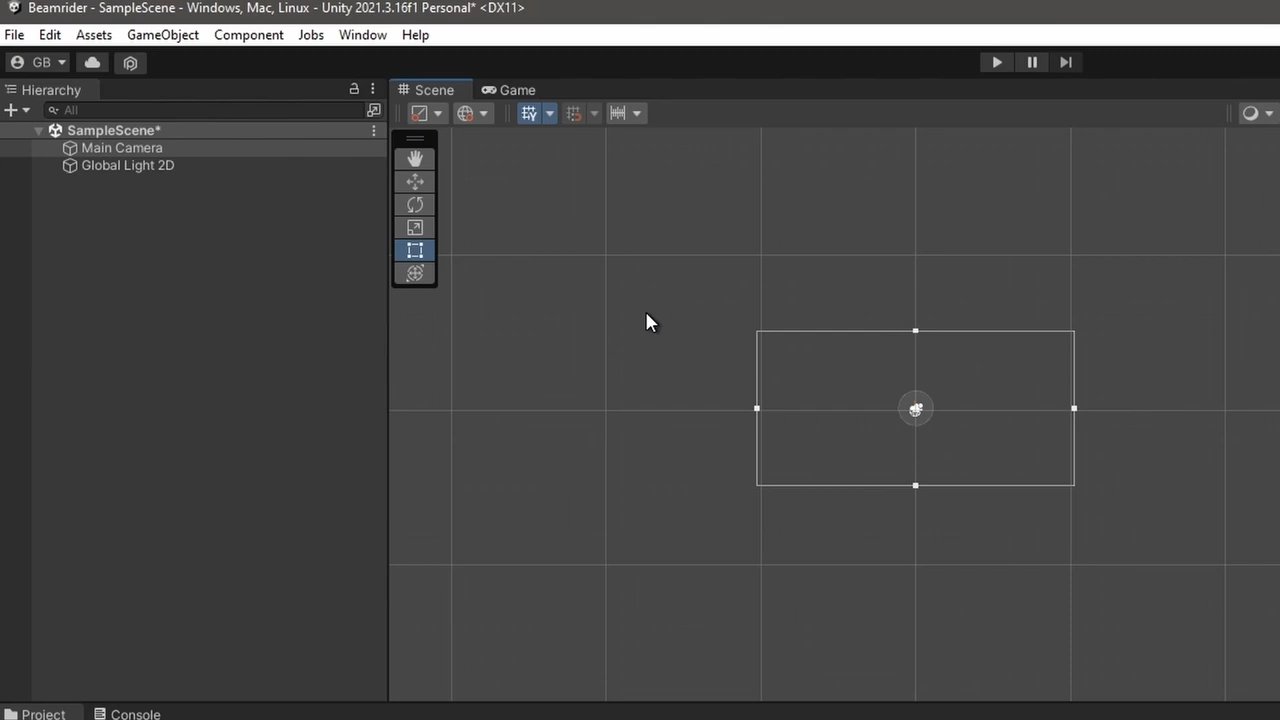 Beamrider - SampleScene - Windows, Mac, Linux - Unity 2021.3.16f1 Personal* <DX11>
File Edit Assets GameObject Component Jobs Window Help
GB
Hierarchy
Scene
Game
All
SampleScene*
Main Camera
Global Light 2D
Project
Console